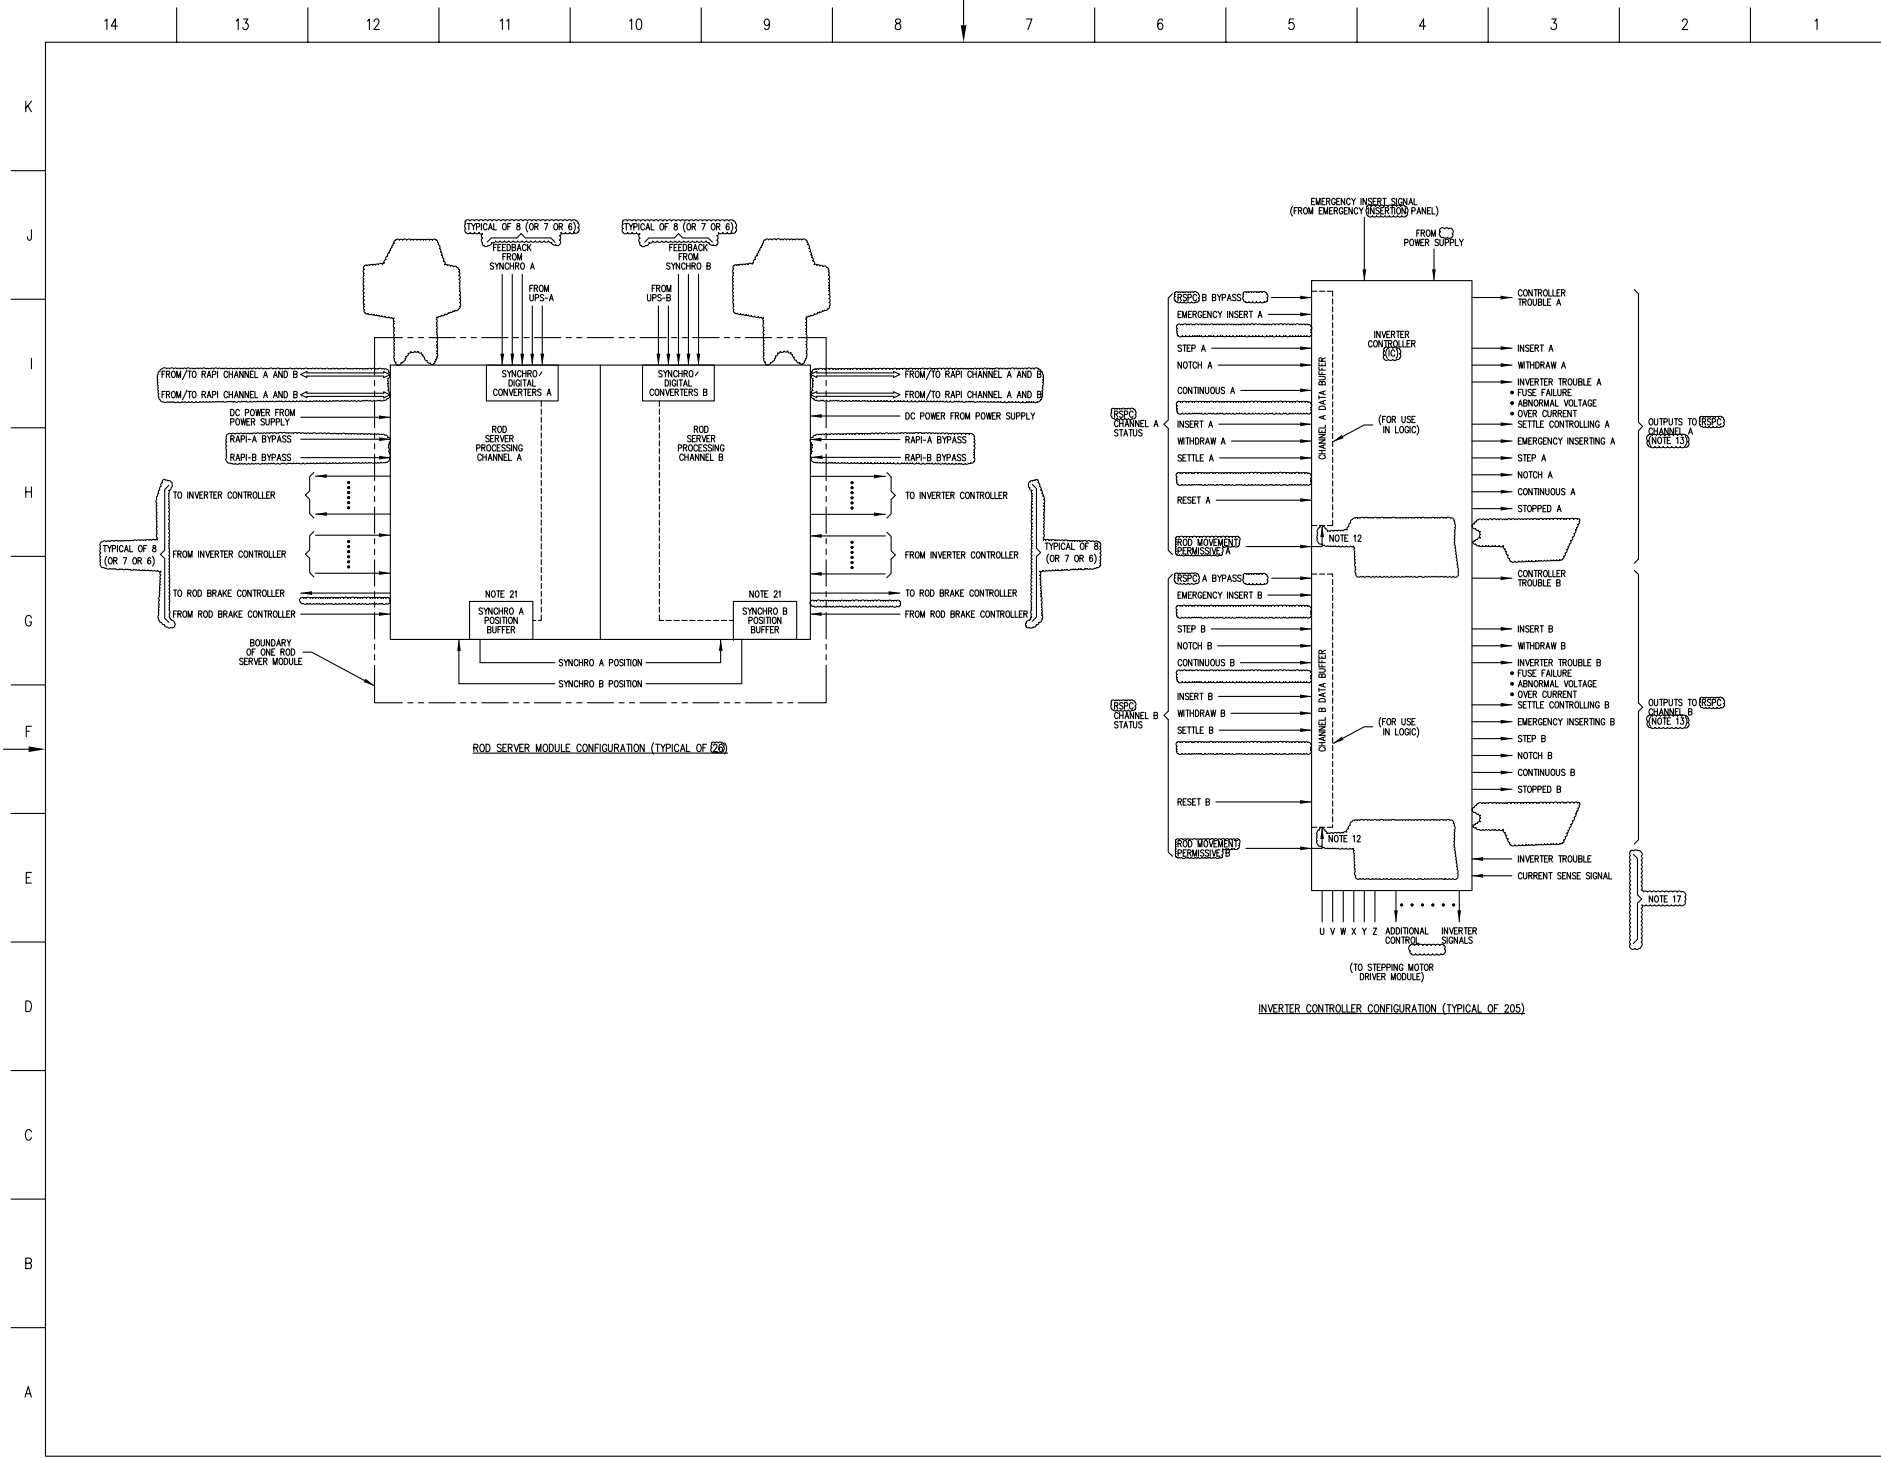 14 13 12 11 10 9 8 7 6 5 4 3 2 1
K
J
I
H
G
F
E
D
C
B
A
TYPICAL OF 8 (OR 7 OR 6)
FEEDBACK
FROM
SYNCHRO A
FROM
UPS-A
TYPICAL OF 8 (OR 7 OR 6)
FEEDBACK
FROM
SYNCHRO B
FROM
UPS-B
FROM/TO RAPI CHANNEL A AND B
FROM/TO RAPI CHANNEL A AND B
DC POWER FROM
POWER SUPPLY
RAPI-A BYPASS
RAPI-B BYPASS
TO INVERTER CONTROLLER
FROM INVERTER CONTROLLER
TYPICAL OF 8
(OR 7 OR 6)
TO ROD BRAKE CONTROLLER
FROM ROD BRAKE CONTROLLER
BOUNDARY
OF ONE ROD
SERVER MODULE
SYNCHRO/
DIGITAL
CONVERTERS A
ROD
SERVER
PROCESSING
CHANNEL A
NOTE 21
SYNCHRO A
POSITION
BUFFER
SYNCHRO/
DIGITAL
CONVERTERS B
ROD
SERVER
PROCESSING
CHANNEL B
NOTE 21
SYNCHRO B
POSITION
BUFFER
SYNCHRO A POSITION
SYNCHRO B POSITION
FROM/TO RAPI CHANNEL A AND B
FROM/TO RAPI CHANNEL A AND B
DC POWER FROM POWER SUPPLY
RAPI-A BYPASS
RAPI-B BYPASS
TO INVERTER CONTROLLER
FROM INVERTER CONTROLLER
TYPICAL OF 8
(OR 7 OR 6)
TO ROD BRAKE CONTROLLER
FROM ROD BRAKE CONTROLLER
ROD SERVER MODULE CONFIGURATION (TYPICAL OF 26)
EMERGENCY INSERT SIGNAL
(FROM EMERGENCY INSERTION PANEL)
FROM
POWER SUPPLY
RSPC B BYPASS
EMERGENCY INSERT A
STEP A
NOTCH A
CONTINUOUS A
INSERT A
WITHDRAW A
SETTLE A
RESET A
ROD MOVEMENT
PERMISSIVE A
RSPC
CHANNEL A
STATUS
CHANNEL A DATA BUFFER
INVERTER
CONTROLLER
(IC)
(FOR USE
IN LOGIC)
NOTE 12
CONTROLLER
TROUBLE A
INSERT A
WITHDRAW A
INVERTER TROUBLE A
• FUSE FAILURE
• ABNORMAL VOLTAGE
• OVER CURRENT
SETTLE CONTROLLING A
EMERGENCY INSERTING A
STEP A
NOTCH A
CONTINUOUS A
STOPPED A
OUTPUTS TO RSPC
CHANNEL A
(NOTE 13)
RSPC A BYPASS
EMERGENCY INSERT B
STEP B
NOTCH B
CONTINUOUS B
INSERT B
WITHDRAW B
SETTLE B
RESET B
ROD MOVEMENT
PERMISSIVE B
RSPC
CHANNEL B
STATUS
CHANNEL B DATA BUFFER
(FOR USE
IN LOGIC)
NOTE 12
CONTROLLER
TROUBLE B
INSERT B
WITHDRAW B
INVERTER TROUBLE B
• FUSE FAILURE
• ABNORMAL VOLTAGE
• OVER CURRENT
SETTLE CONTROLLING B
EMERGENCY INSERTING B
STEP B
NOTCH B
CONTINUOUS B
STOPPED B
OUTPUTS TO RSPC
CHANNEL B
(NOTE 13)
INVERTER TROUBLE
CURRENT SENSE SIGNAL
NOTE 17
U V W X Y Z
ADDITIONAL INVERTER
CONTROL SIGNALS
(TO STEPPING MOTOR
DRIVER MODULE)
INVERTER CONTROLLER CONFIGURATION (TYPICAL OF 205)